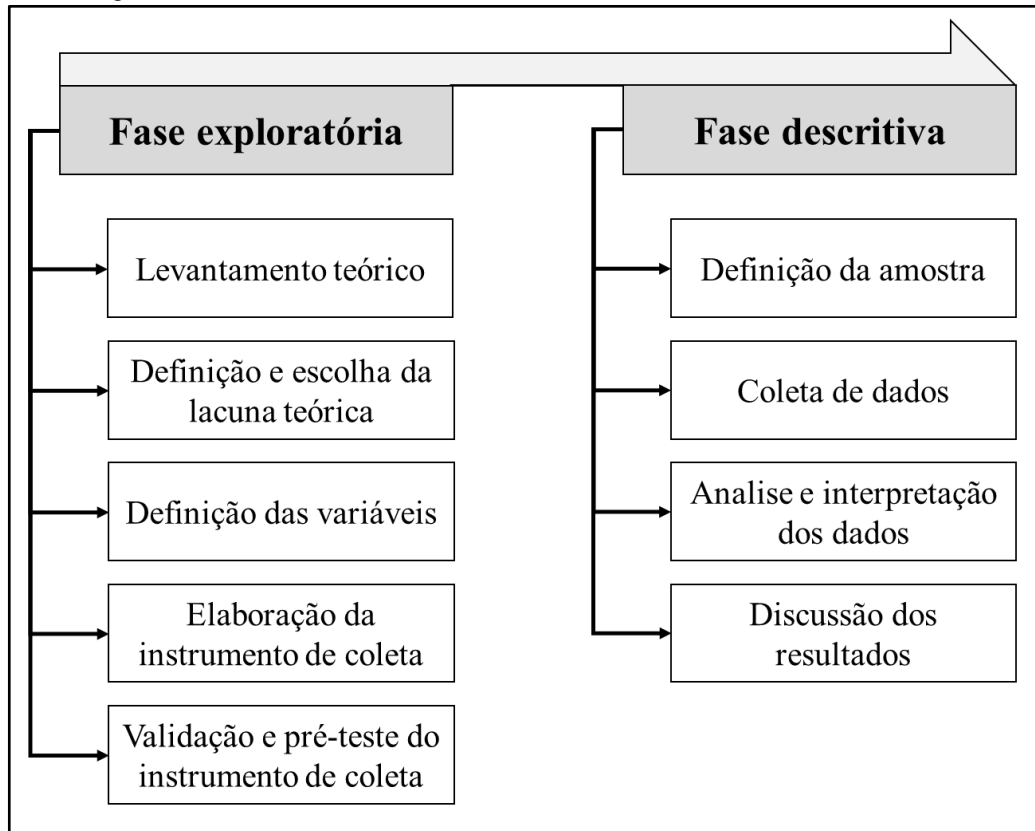 Fase exploratória
Levantamento teórico
Definição e escolha da
lacuna teórica
Definição das variáveis
Elaboração da
instrumento de coleta
Validação e pré-teste do
instrumento de coleta
Fase descritiva
Definição da amostra
Coleta de dados
Analise e interpretação
dos dados
Discussão dos
resultados